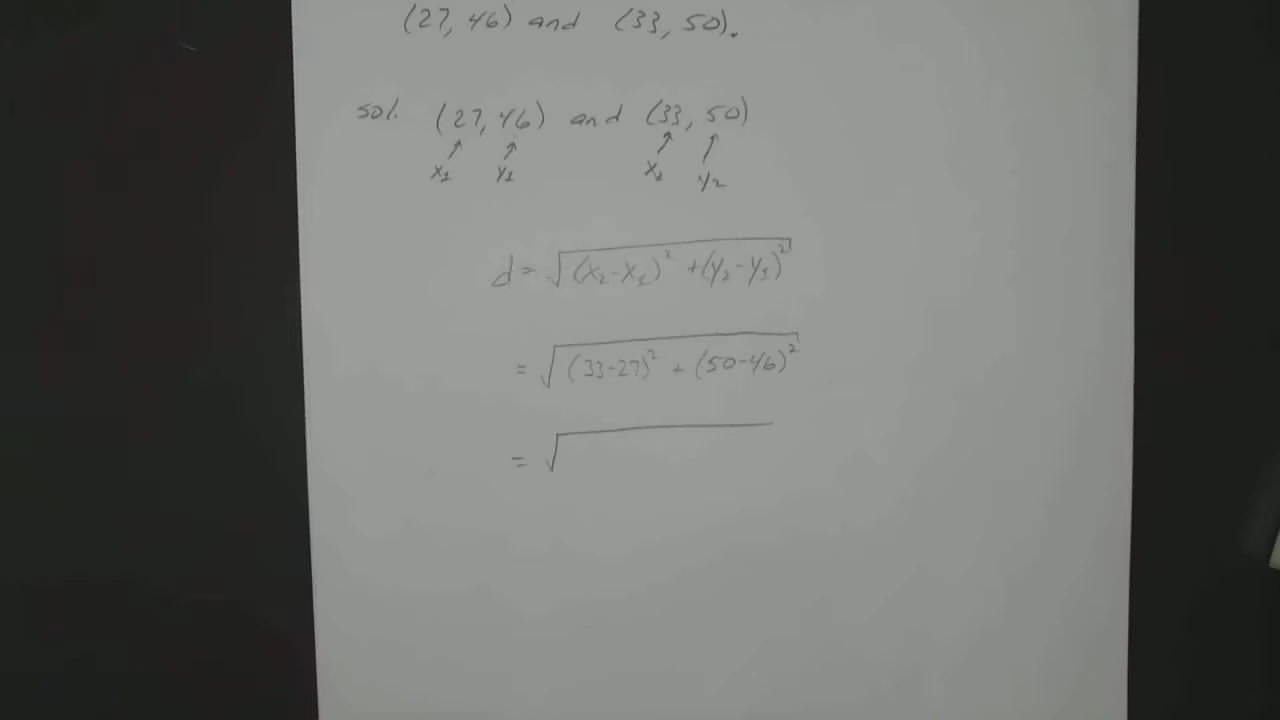 (27, 46) and (33, 50).
sol. (27, 46) and (33, 50)
x₁ y₁ x₂ y₂
d = √((x₂-x₁)² + (y₂-y₁)²)
= √((33-27)² + (50-46)²)
= √